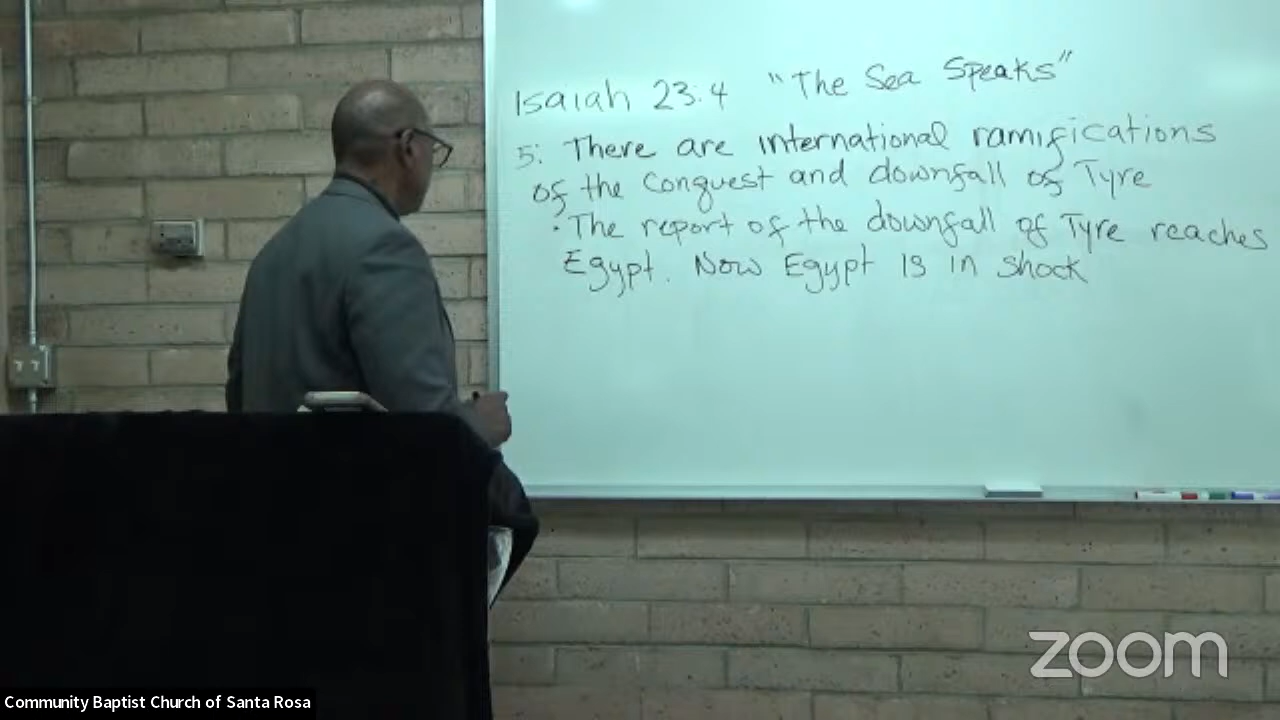 Isaiah 23:4 "The Sea Speaks"
5: There are international ramifications
of the Conquest and downfall of Tyre
• The report of the downfall of Tyre reaches
Egypt. Now Egypt is in shock
zoom
Community Baptist Church of Santa Rosa